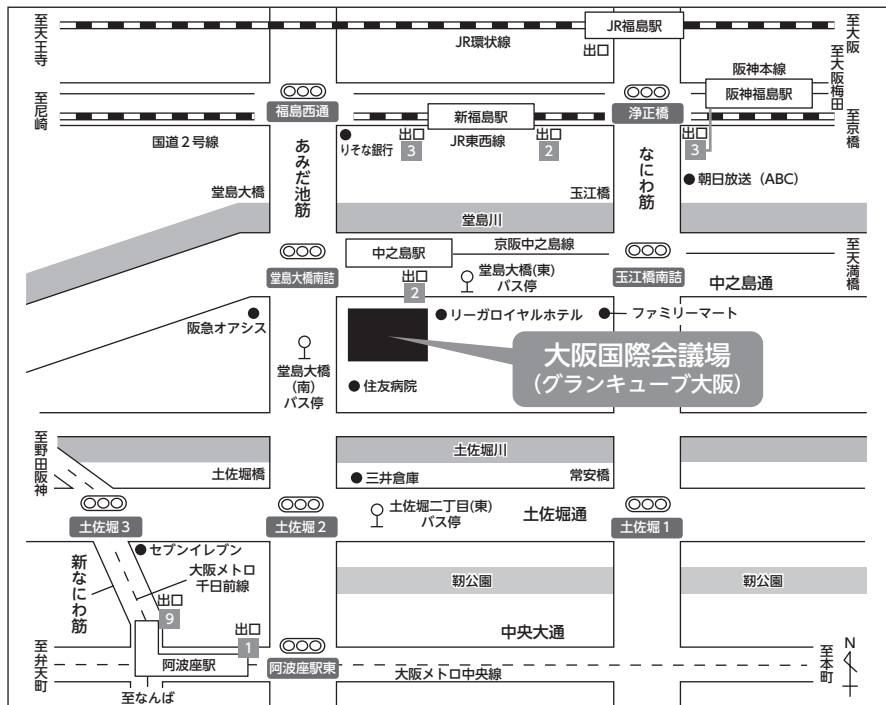 至天王寺
JR環状線
JR福島駅
出口
至大阪
阪神本線
阪神福島駅
至大阪梅田
至尼崎
福島西通
新福島駅
浄正橋
至京橋
国道2号線
りそな銀行
出口
3
JR東西線
出口
2
出口
3
朝日放送（ABC）
あみだ池筋
なにわ筋
堂島大橋
玉江橋
堂島川
堂島大橋南詰
中之島駅
京阪中之島線
玉江橋南詰
至天満橋
出口
2
堂島大橋(東)
バス停
中之島通
阪急オアシス
リーガロイヤルホテル
ファミリーマート
堂島大橋
(南)
バス停
大阪国際会議場
(グランキューブ大阪)
住友病院
至野田阪神
土佐堀橋
土佐堀川
常安橋
三井倉庫
土佐堀3
土佐堀2
土佐堀二丁目(東)
バス停
土佐堀通
土佐堀1
セブンイレブン
新なにわ筋
大阪メトロ
千日前線
靭公園
靭公園
出口
9
出口
1
中央大通
至弁天町
阿波座駅
阿波座駅東
大阪メトロ中央線
至本町
N
至なんば